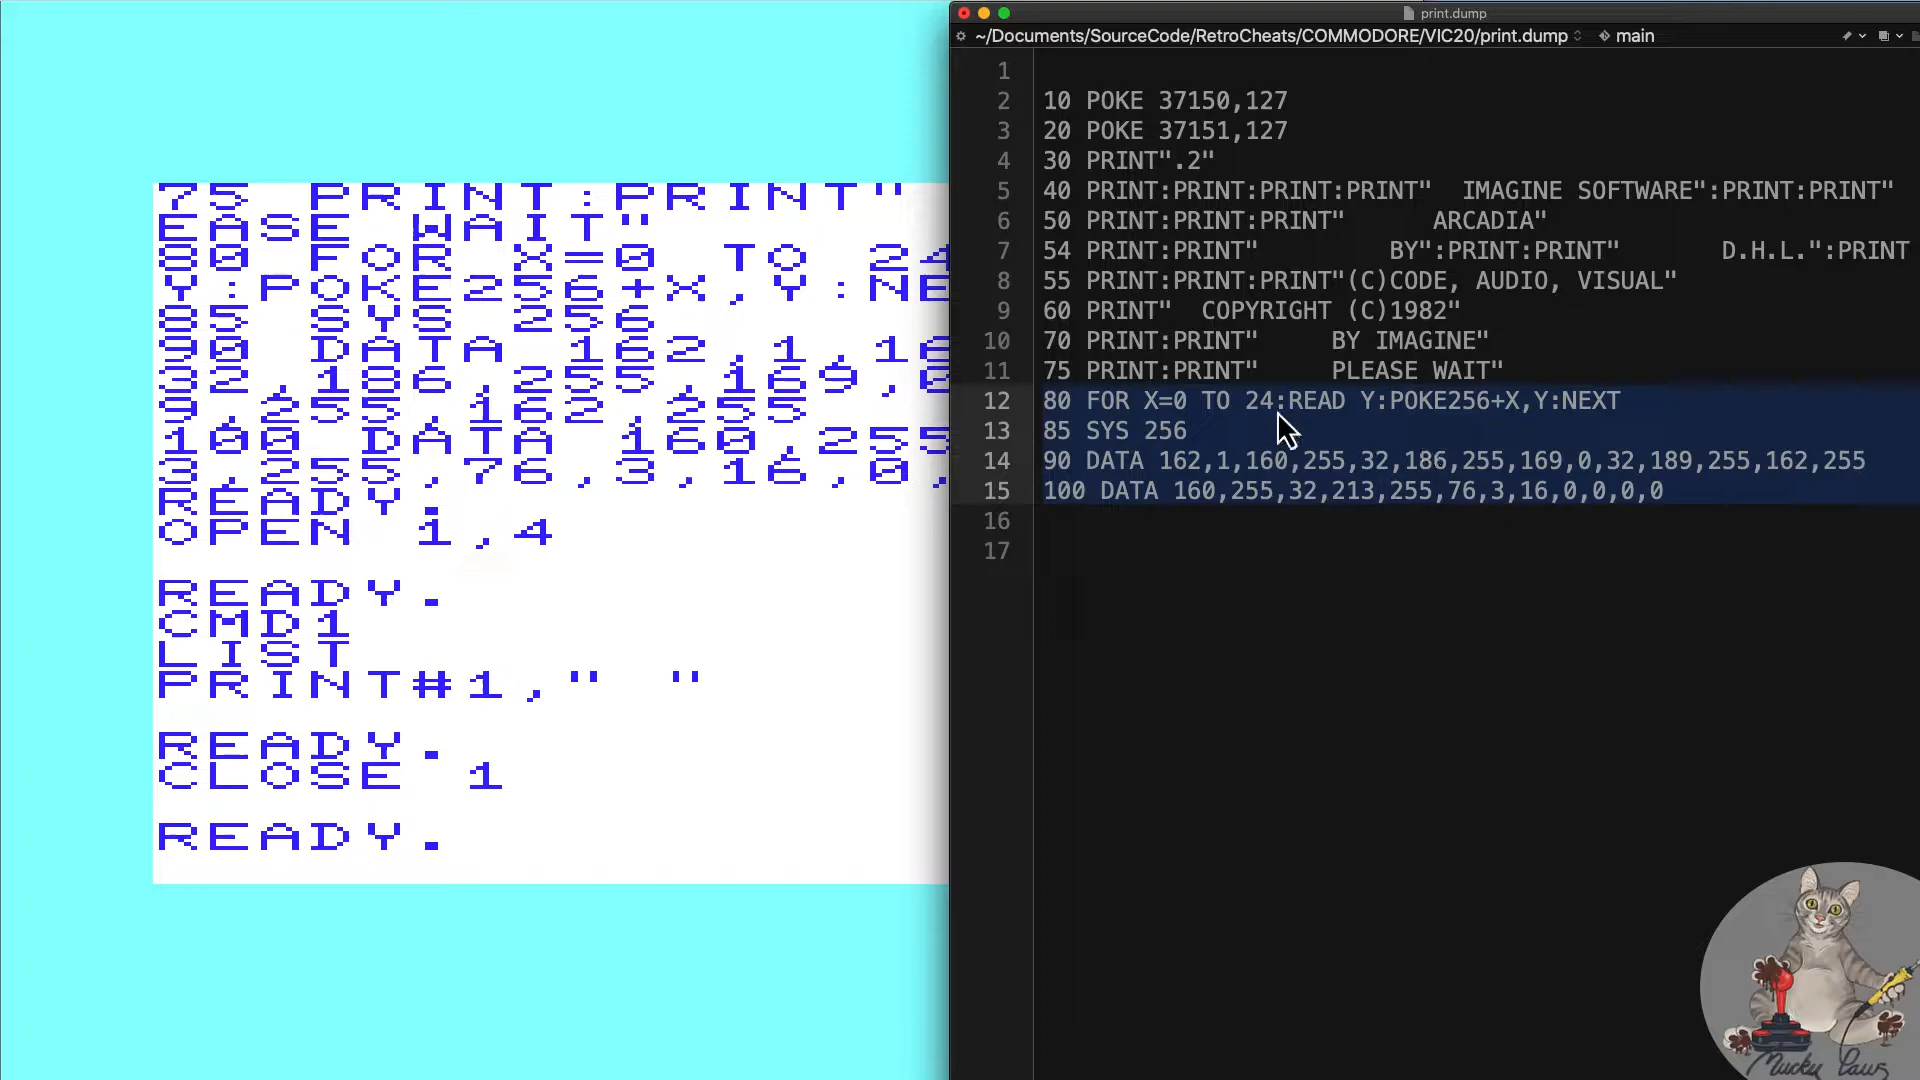 75 PRINT:PRINT"
EASE WAIT"
80 FOR X=0 TO 24
Y:POKE256+X,Y:NE
85 SYS 256
90 DATA 162,1,16
32,186,255,169,0
9,255,162,255
100 DATA 160,255
3,255,76,3,16,0,
READY.
OPEN 1,4
READY.
CMD1
LIST
PRINT#1," "
READY.
CLOSE 1
READY.
print.dump
~/Documents/SourceCode/RetroCheats/COMMODORE/VIC20/print.dump main
1
2 10 POKE 37150,127
3 20 POKE 37151,127
4 30 PRINT".2"
5 40 PRINT:PRINT:PRINT:PRINT"  IMAGINE SOFTWARE":PRINT:PRINT"
6 50 PRINT:PRINT:PRINT"      ARCADIA"
7 54 PRINT:PRINT"         BY":PRINT:PRINT"       D.H.L.":PRINT
8 55 PRINT:PRINT:PRINT"(C)CODE, AUDIO, VISUAL"
9 60 PRINT"  COPYRIGHT (C)1982"
10 70 PRINT:PRINT"     BY IMAGINE"
11 75 PRINT:PRINT"     PLEASE WAIT"
12 80 FOR X=0 TO 24:READ Y:POKE256+X,Y:NEXT
13 85 SYS 256
14 90 DATA 162,1,160,255,32,186,255,169,0,32,189,255,162,255
15 100 DATA 160,255,32,213,255,76,3,16,0,0,0,0
16
17
Mucky Paws